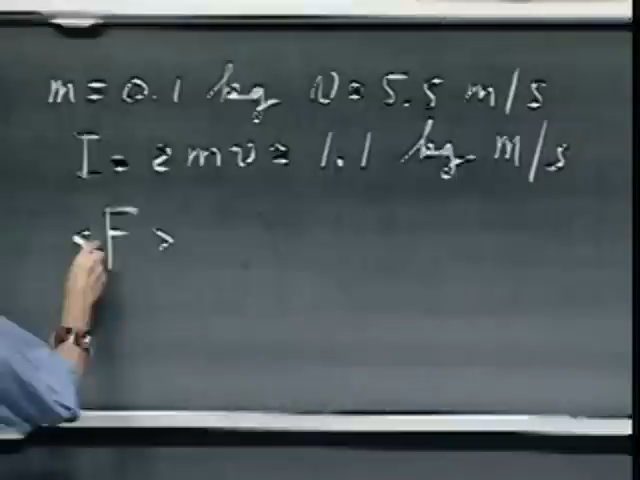 m = 0.1 kg v = 5.5 m/s
I = 2mv = 1.1 kg m/s
<F>